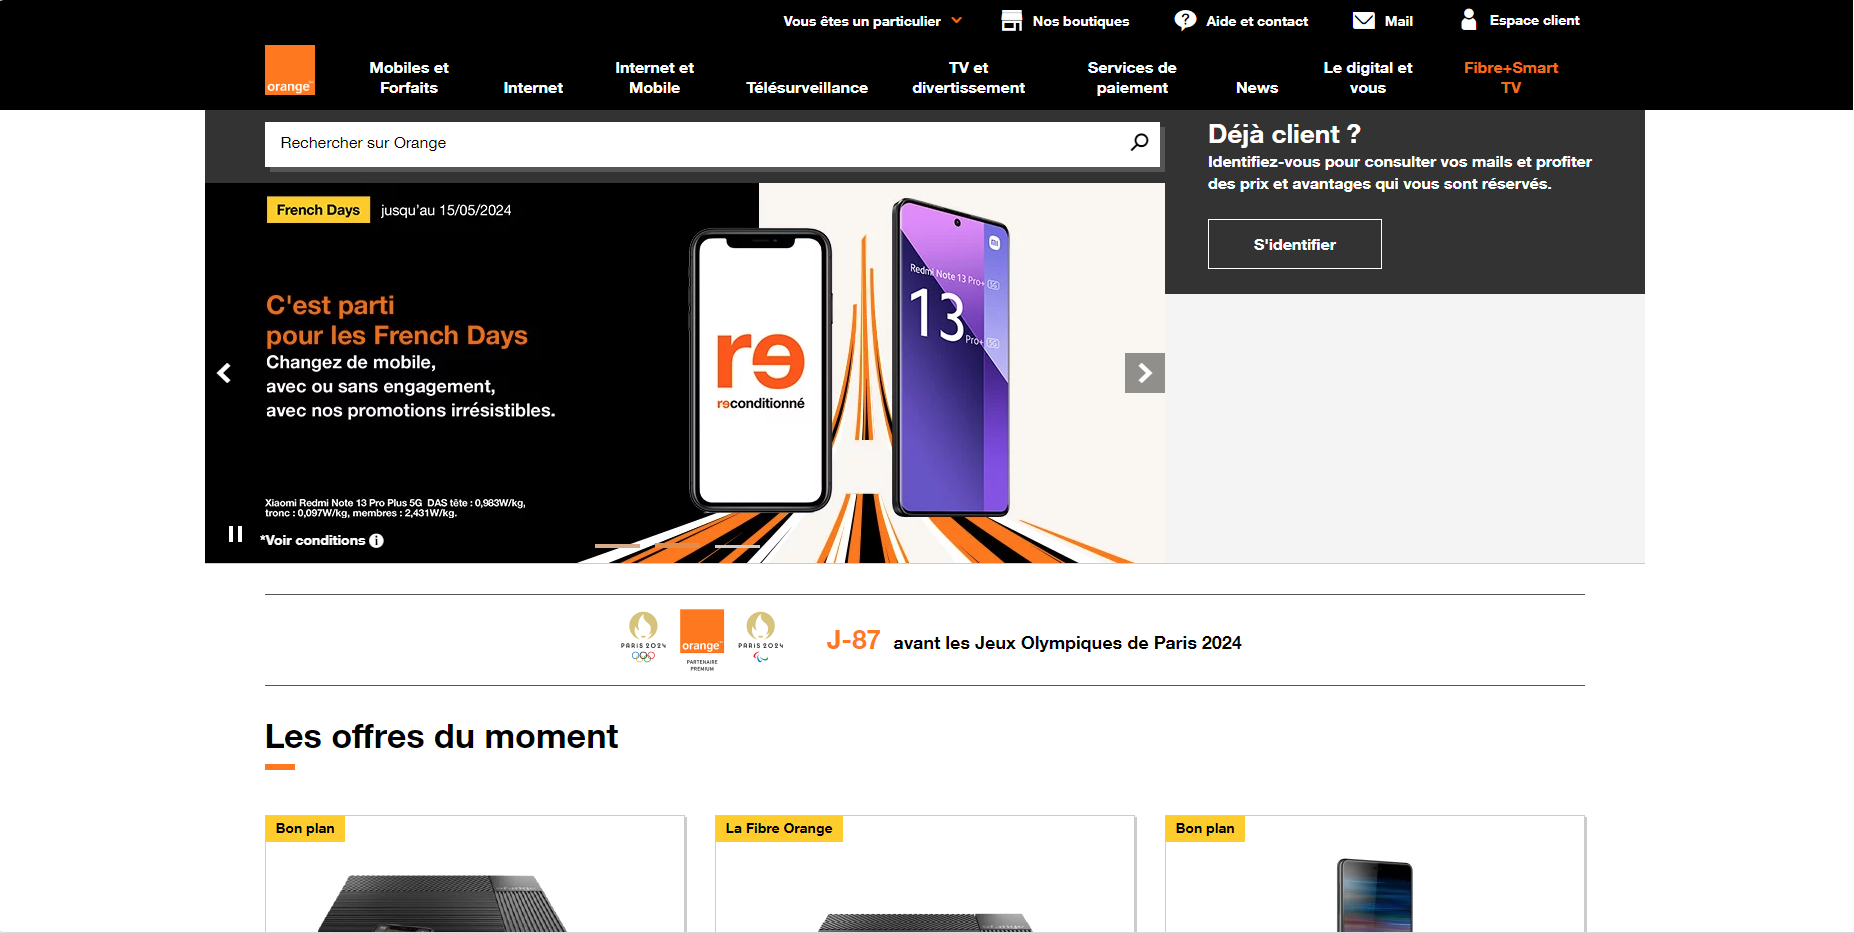 Vous êtes un particulier
Nos boutiques
Aide et contact
Mail
Espace client
orange
Mobiles et
Forfaits
Internet
Internet et
Mobile
Télésurveillance
TV et
divertissement
Services de
paiement
News
Le digital et
vous
Fibre+Smart
TV
Rechercher sur Orange
Déjà client ?
Identifiez-vous pour consulter vos mails et profiter
des prix et avantages qui vous sont réservés.
S'identifier
French Days jusqu'au 15/05/2024
C'est parti
pour les French Days
Changez de mobile,
avec ou sans engagement,
avec nos promotions irrésistibles.
re
reconditionné
Redmi Note 13 Pro+ 5G
13 Pro+ 5G
Xiaomi Redmi Note 13 Pro Plus 5G DAS tête : 0,983W/kg,
tronc : 0,097W/kg, membres : 2,431W/kg.
*Voir conditions
PARIS 2024
orange
PARTENAIRE
PREMIUM
PARIS 2024
J-87 avant les Jeux Olympiques de Paris 2024
Les offres du moment
Bon plan
La Fibre Orange
Bon plan